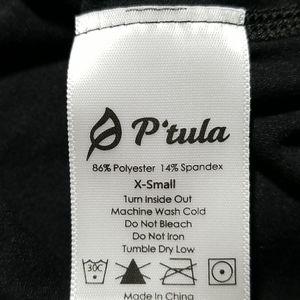 P'tula
86% Polyester 14% Spandex
X-Small
Turn Inside Out
Machine Wash Cold
Do Not Bleach
Do Not Iron
Tumble Dry Low
30C
Made In China